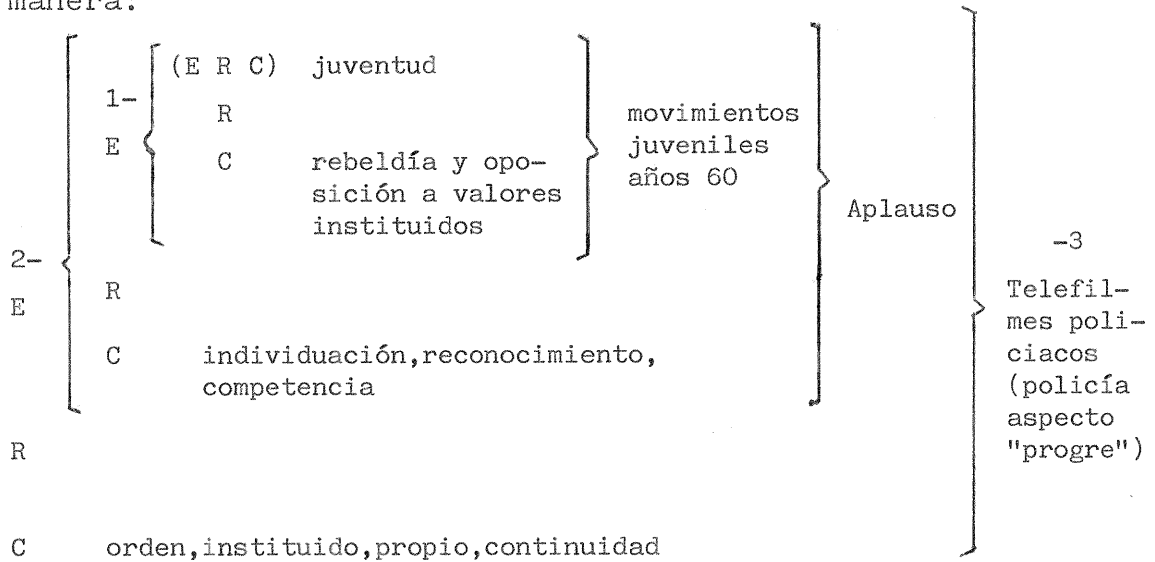 manera:
(E R C) juventud
1-
R
movimientos
E
juveniles
C rebeldía y opo-
años 60
sición a valores
instituidos
Aplauso
-3
2-
R
Telefil-
E
mes poli-
C individuación,reconocimiento,
ciacos
competencia
(policía
aspecto
R
"progre")
C orden,instituido,propio,continuidad